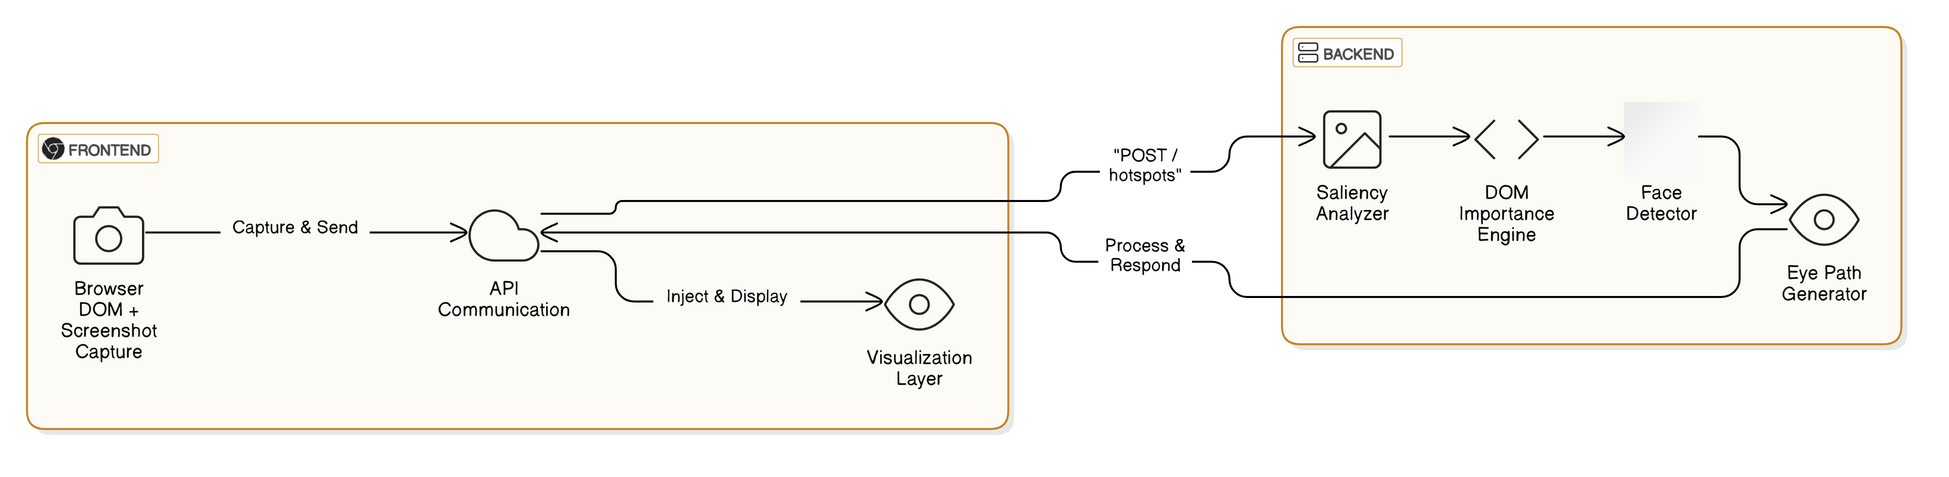 FRONTEND
Browser
DOM +
Screenshot
Capture
Capture & Send
API
Communication
Inject & Display
Visualization
Layer
"POST /
hotspots"
Process &
Respond
BACKEND
Saliency
Analyzer
DOM
Importance
Engine
Face
Detector
Eye Path
Generator